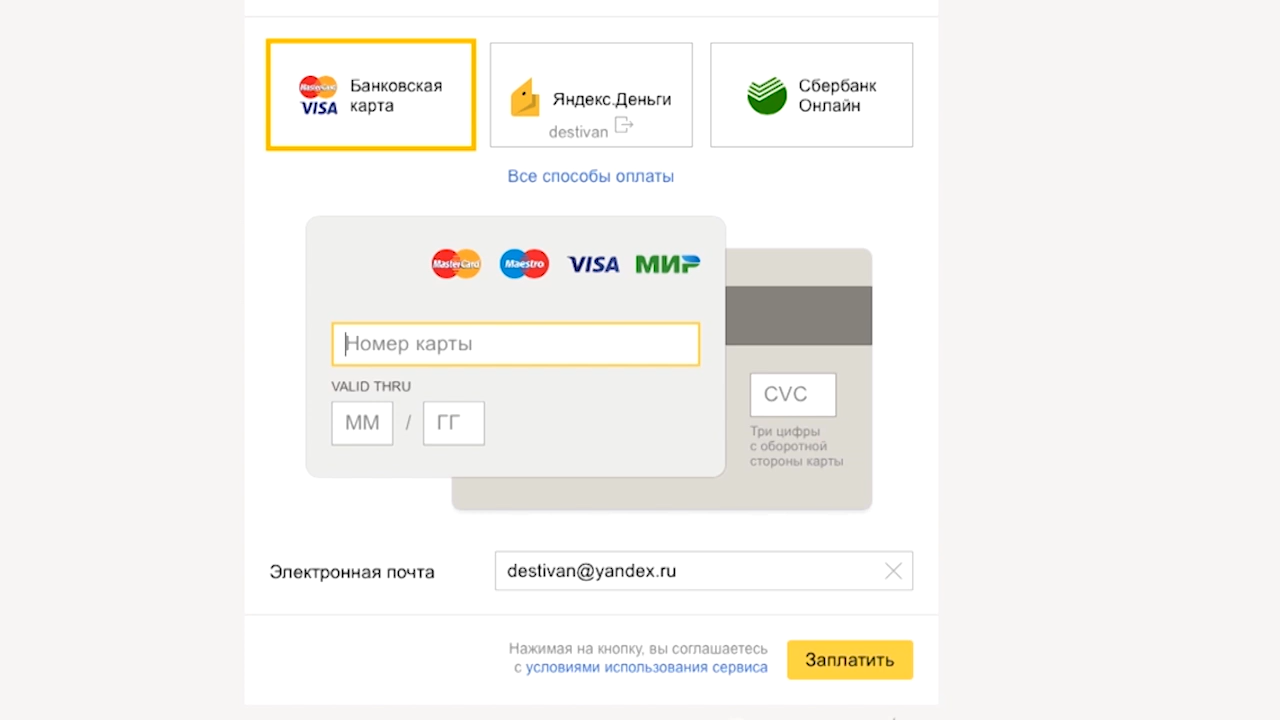 MasterCard
VISA
Банковская
карта
Яндекс.Деньги
destivan
Сбербанк
Онлайн
Все способы оплаты
MasterCard Maestro VISA МИР
Номер карты
VALID THRU
ММ / ГГ
CVC
Три цифры
с оборотной
стороны карты
Электронная почта destivan@yandex.ru
Нажимая на кнопку, вы соглашаетесь
с условиями использования сервиса
Заплатить